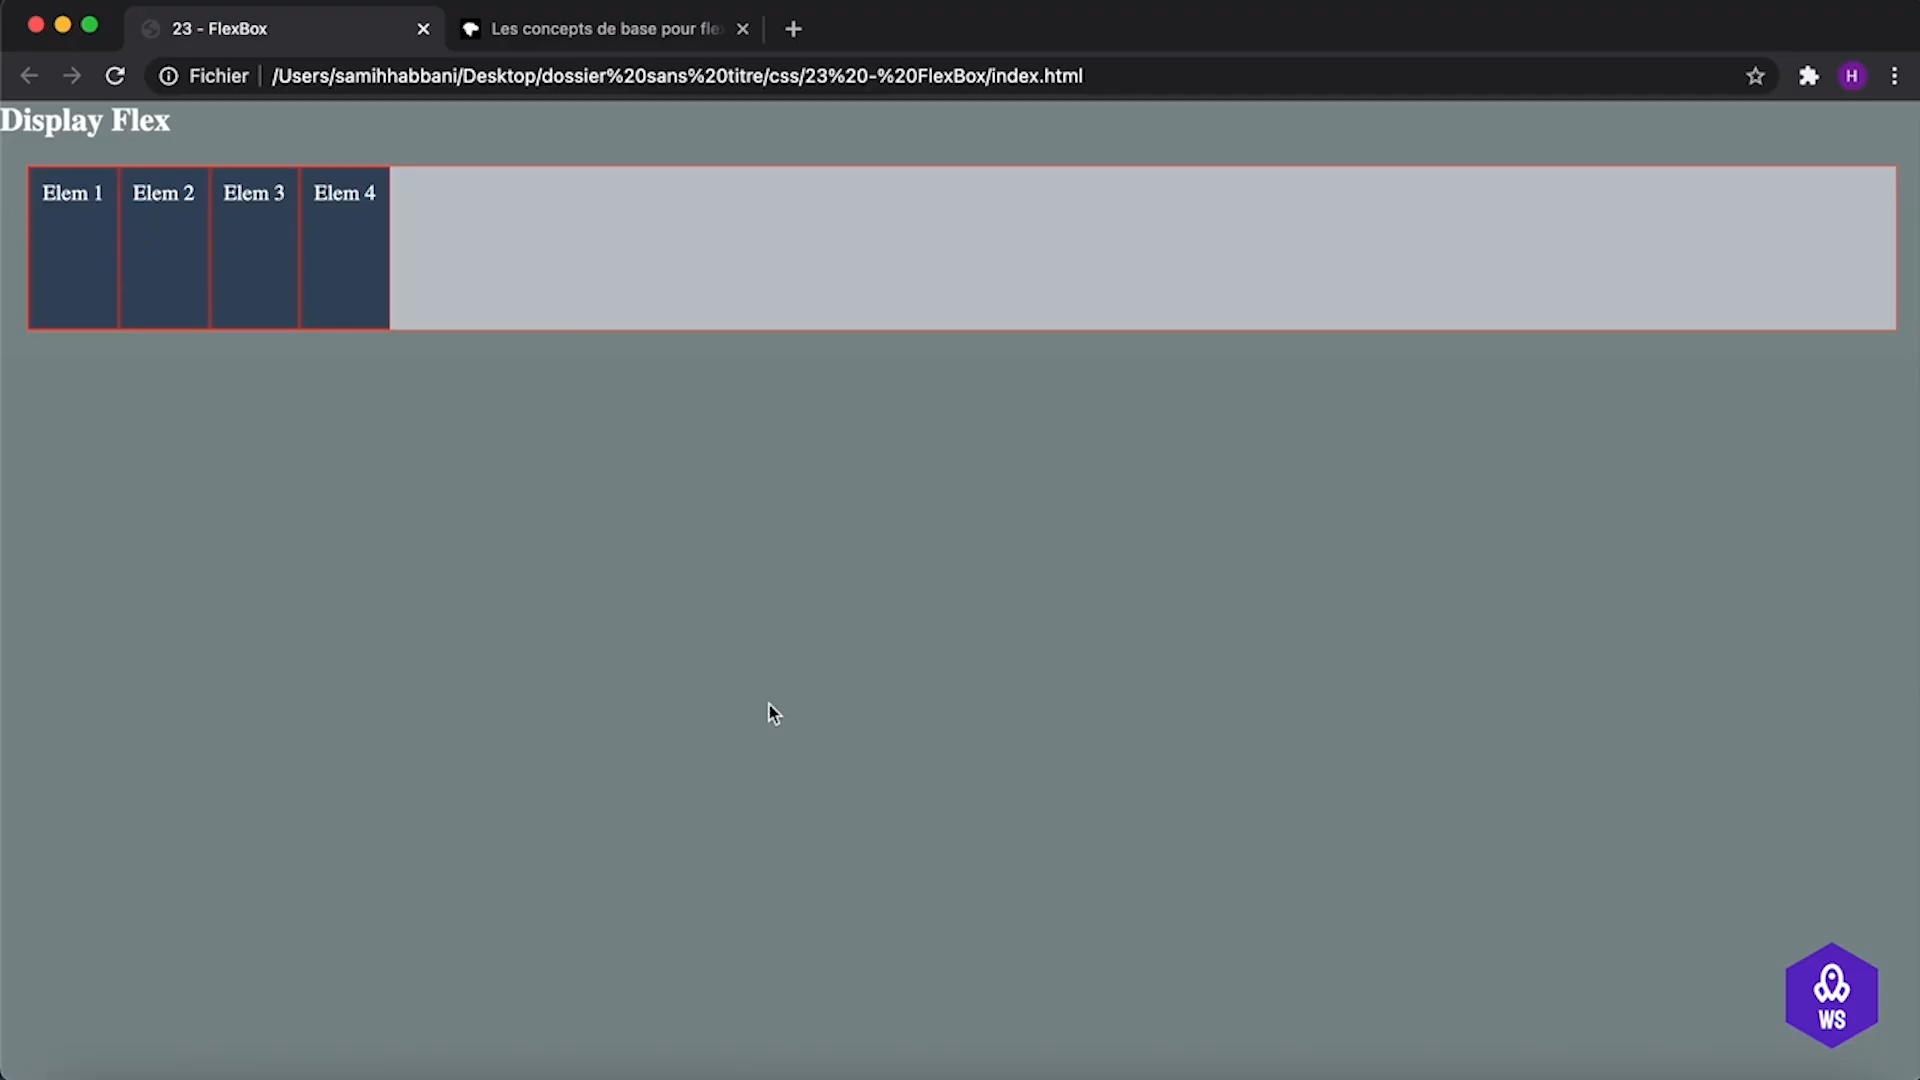 23 - FlexBox
Les concepts de base pour fle
Fichier
/Users/samihhabbani/Desktop/dossier%20sans%20titre/css/23%20-%20FlexBox/index.html
H
Display Flex
Elem 1
Elem 2
Elem 3
Elem 4
WS